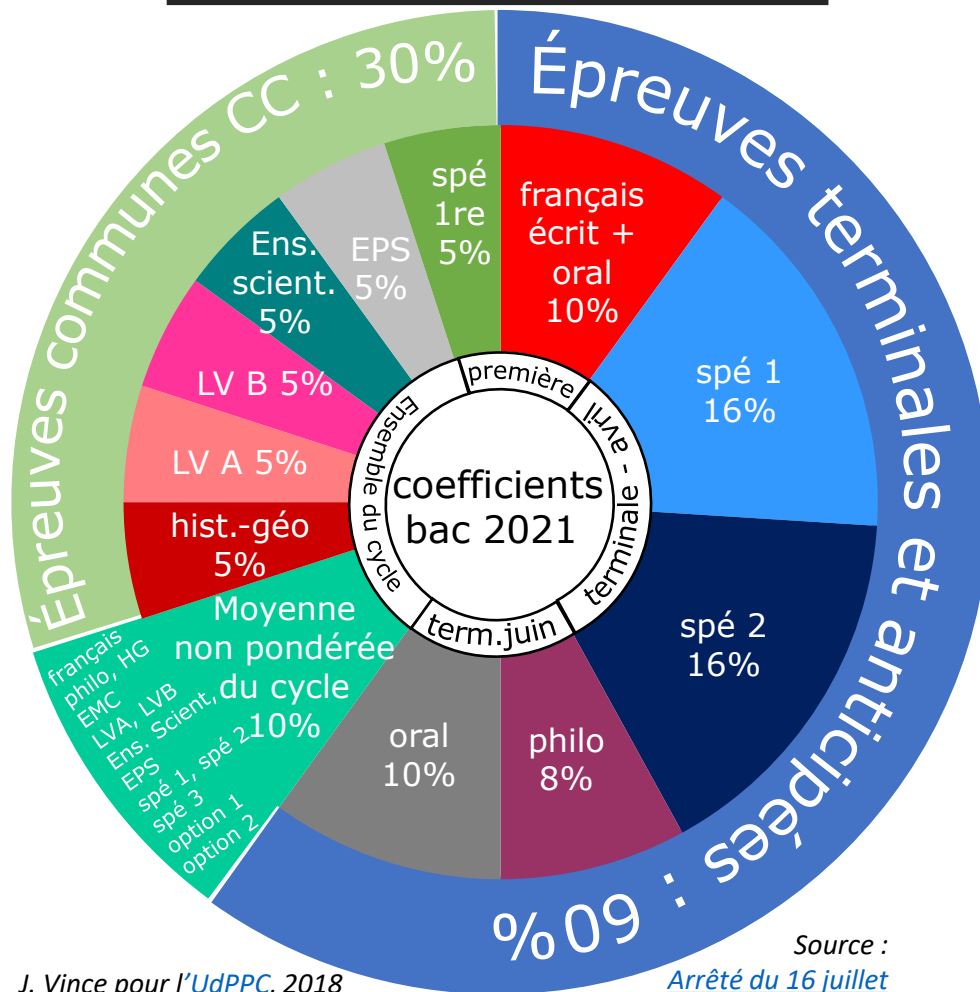 Épreuves communes CC : 30%
Épreuves terminales et anticipées : 60%
spé
1re
5%
français
écrit +
oral
10%
spé 1
16%
spé 2
16%
philo
8%
oral
10%
Moyenne
non pondérée
du cycle
10%
français
philo, HG
EMC
LVA, LVB
Ens. Scient,
EPS
spé 1, spé 2
spé 3
option 1
option 2
hist.-géo
5%
LV A 5%
LV B 5%
Ens.
scient.
5%
EPS
5%
première
terminale - avril
term.juin
Ensemble du cycle
coefficients
bac 2021
Source :
J. Vince pour l'UdPPC, 2018
Arrêté du 16 juillet